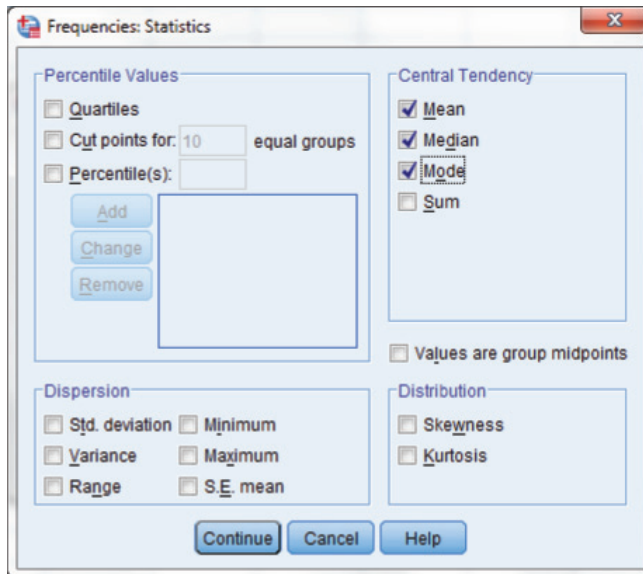 Frequencies: Statistics
Percentile Values
Quartiles
Cut points for: 10 equal groups
Percentile(s):
Add
Change
Remove
Central Tendency
Mean
Median
Mode
Sum
Values are group midpoints
Dispersion
Std. deviation Minimum
Variance Maximum
Range S.E. mean
Distribution
Skewness
Kurtosis
Continue Cancel Help